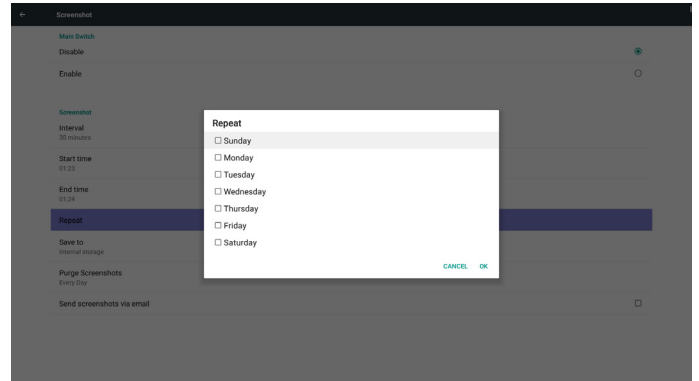 Screenshot
Main Switch
Disable
Enable
Screenshot
Interval
30 minutes
Start time
01:23
End time
01:24
Repeat
Save to
Internal storage
Purge Screenshots
Every Day
Send screenshots via email
Repeat
Sunday
Monday
Tuesday
Wednesday
Thursday
Friday
Saturday
CANCEL OK